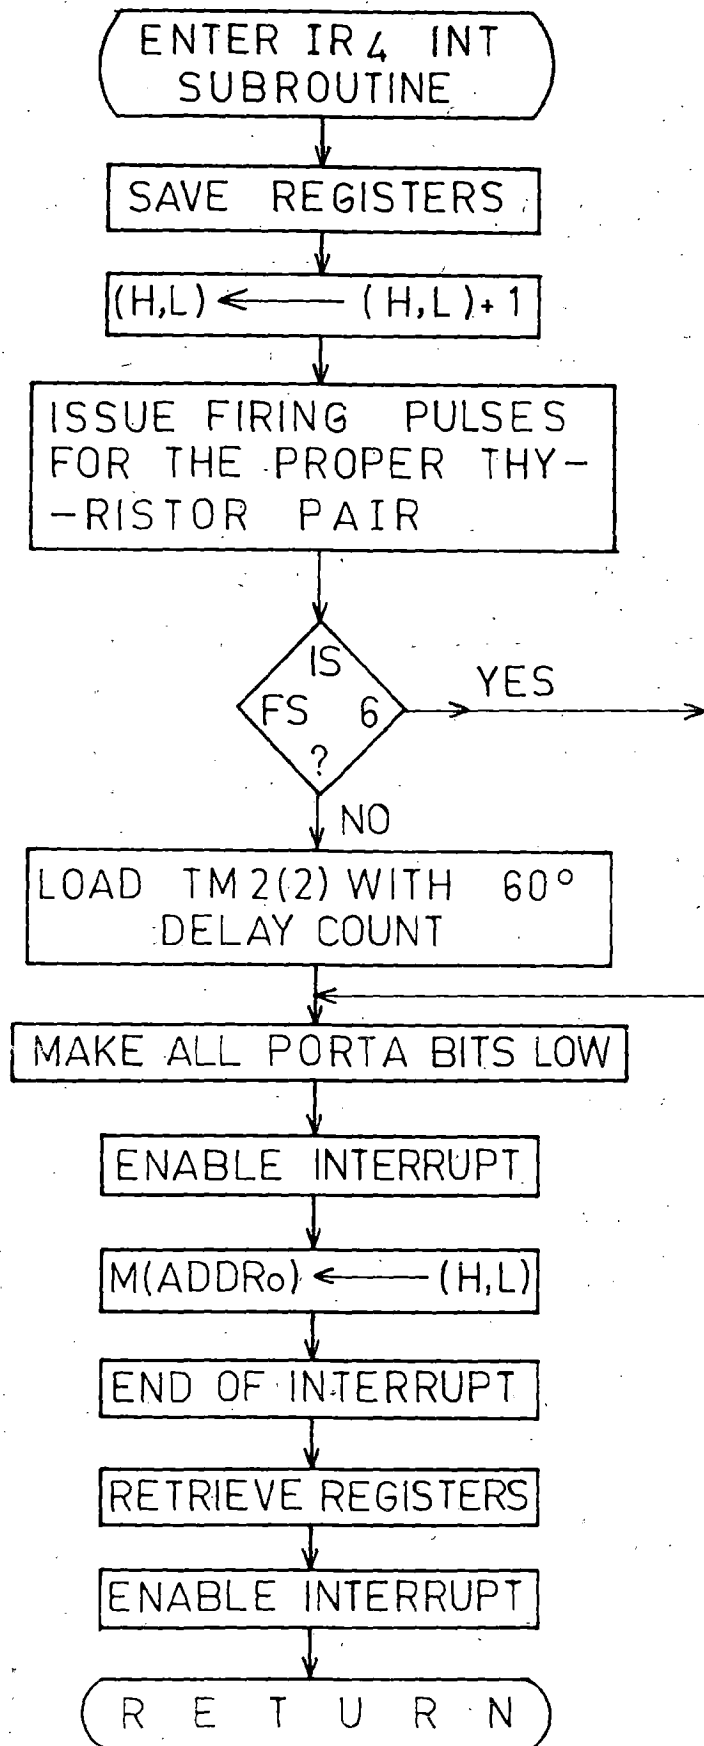 ENTER IR4 INT
SUBROUTINE
SAVE REGISTERS
(H,L) ← (H,L)+1
ISSUE FIRING PULSES
FOR THE PROPER THY-
-RISTOR PAIR
IS
FS 6
?
YES
NO
LOAD TM2(2) WITH 60°
DELAY COUNT
MAKE ALL PORTA BITS LOW
ENABLE INTERRUPT
M(ADDRo) ← (H,L)
END OF INTERRUPT
RETRIEVE REGISTERS
ENABLE INTERRUPT
RETURN